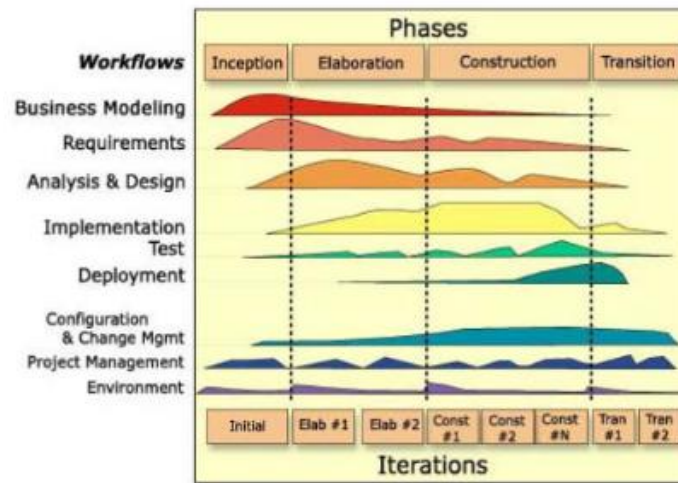 Phases
Workflows Inception Elaboration Construction Transition
Business Modeling
Requirements
Analysis & Design
Implementation
Test
Deployment
Configuration
& Change Mgmt
Project Management
Environment
Initial Elab #1 Elab #2 Const #1 Const #2 Const #N Tran #1 Tran #2
Iterations